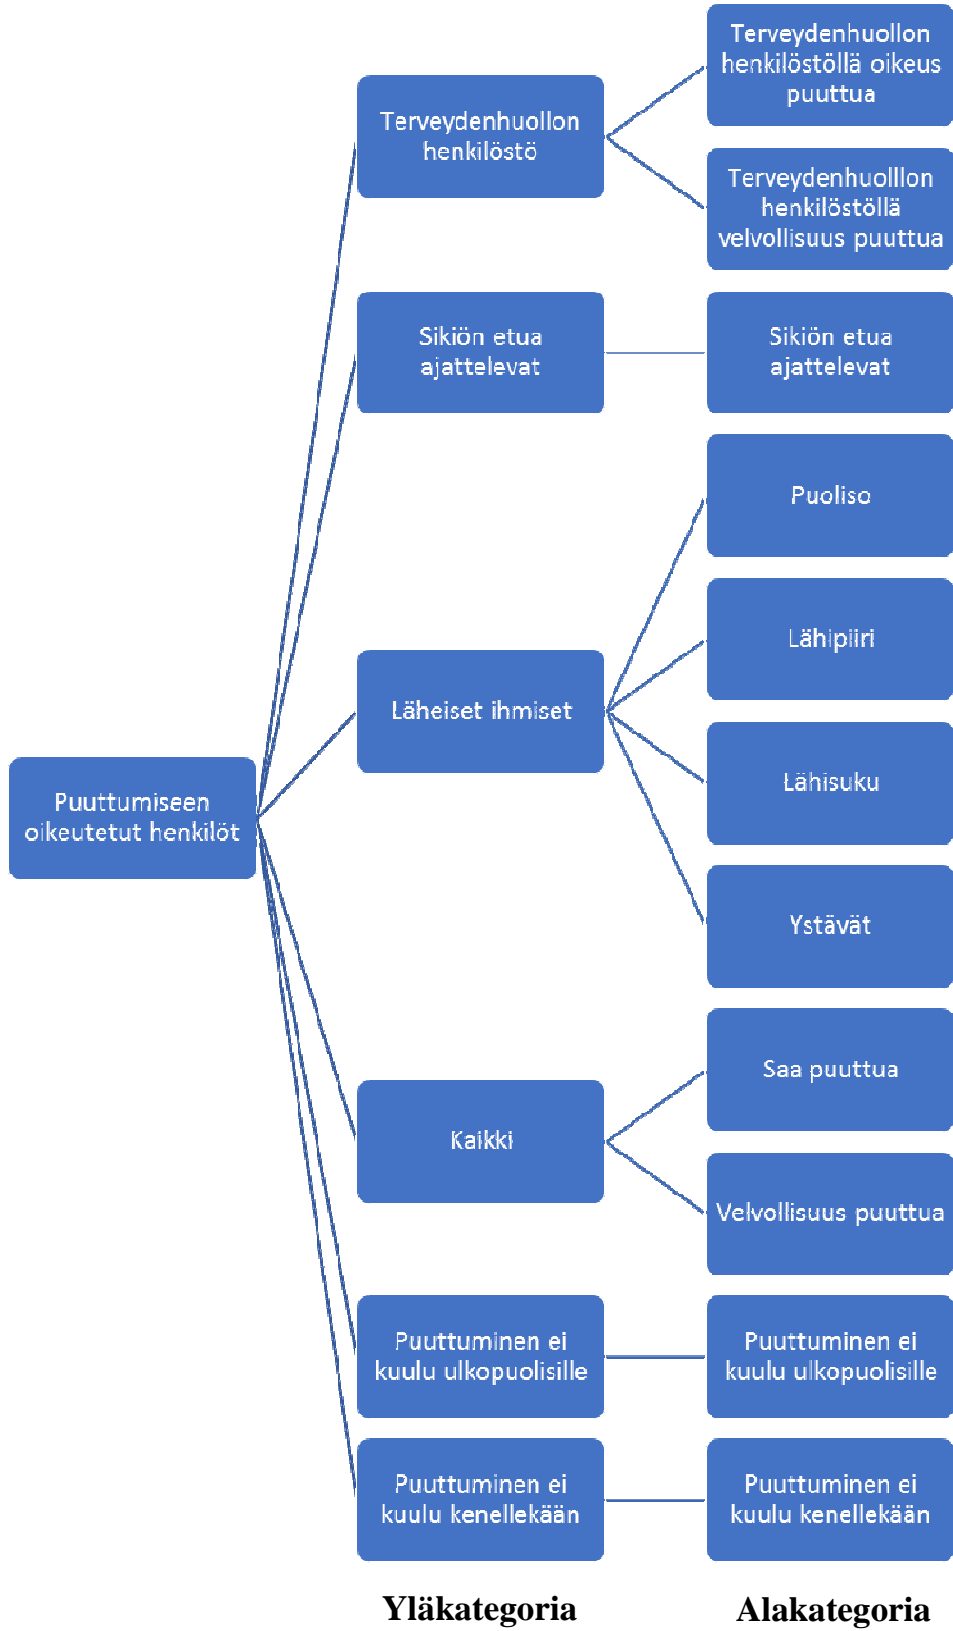 Puuttumiseen
oikeutetut henkilöt
Terveydenhuollon
henkilöstö
Terveydenhuollon
henkilöstöllä oikeus
puuttua
Terveydenhuolllon
henkilöstöllä
velvollisuus puuttua
Sikiön etua
ajattelevat
Sikiön etua
ajattelevat
Läheiset ihmiset
Puoliso
Lähipiiri
Lähisuku
Ystävät
Kaikki
Saa puuttua
Velvollisuus puuttua
Puuttuminen ei
kuulu ulkopuolisille
Puuttuminen ei
kuulu ulkopuolisille
Puuttuminen ei
kuulu kenellekään
Puuttuminen ei
kuulu kenellekään
Yläkategoria
Alakategoria